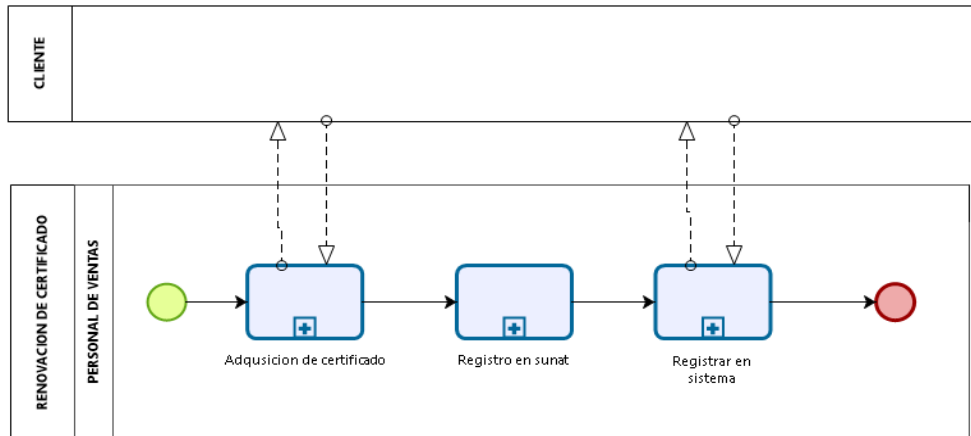 CLIENTE
RENOVACION DE CERTIFICADO
PERSONAL DE VENTAS
Adqusicion de certificado
Registro en sunat
Registrar en
sistema